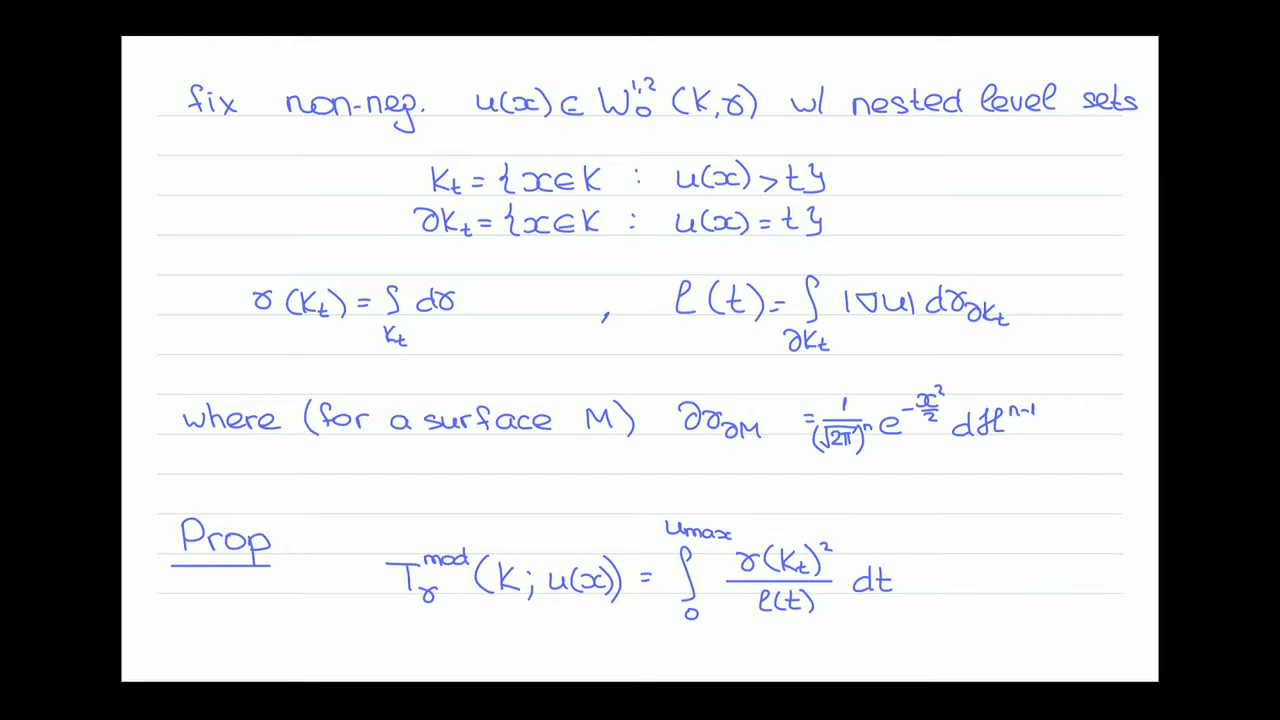 fix non-neg. u(x) ∈ W₀^{1,2} (K,γ) w/ nested level sets
K_t = {x∈K : u(x) > t}
∂K_t = {x∈K : u(x) = t}
γ(K_t) = ∫_{K_t} dγ , ℓ(t) = ∫_{∂K_t} |∇u| dγ_{∂K_t}
where (for a surface M) ∂γ_{∂M} = 1/(√2π)^n e^{-x²/2} dH^{n-1}
Prop T_γ^{mod}(K; u(x)) = ∫_0^{u_max} γ(K_t)²/ℓ(t) dt